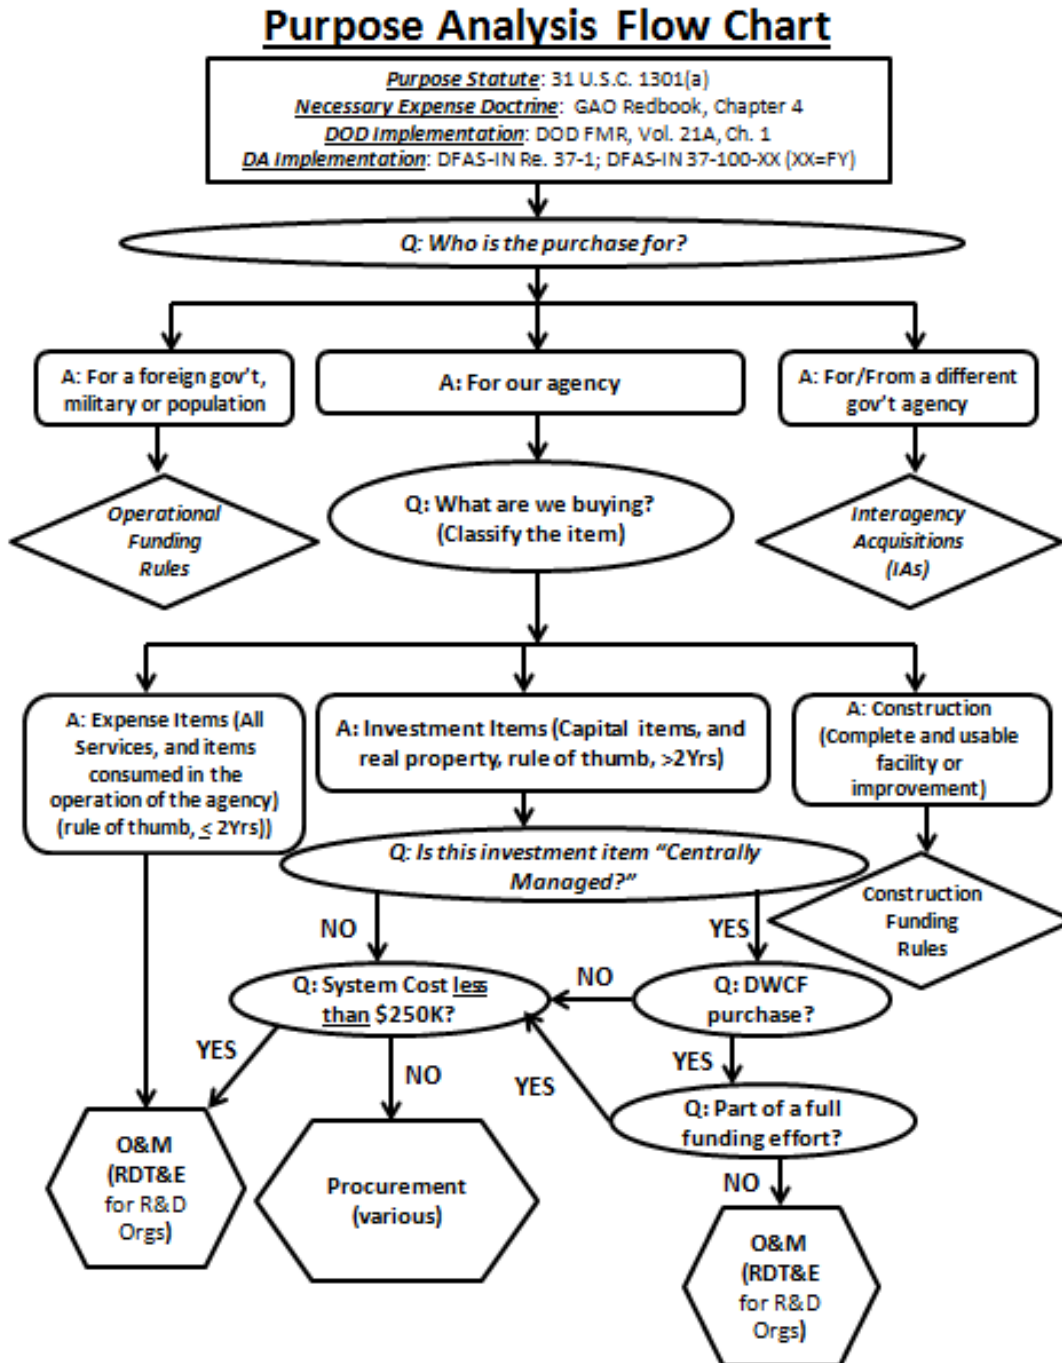 Purpose Analysis Flow Chart
Purpose Statute: 31 U.S.C. 1301(a)
Necessary Expense Doctrine: GAO Redbook, Chapter 4
DOD Implementation: DOD FMR, Vol. 21A, Ch. 1
DA Implementation: DFAS-IN Re. 37-1; DFAS-IN 37-100-XX (XX=FY)
Q: Who is the purchase for?
A: For a foreign gov't,
military or population
A: For our agency
A: For/From a different
gov't agency
Operational
Funding
Rules
Q: What are we buying?
(Classify the item)
Interagency
Acquisitions
(IAs)
A: Expense Items (All
Services, and items
consumed in the
operation of the agency)
(rule of thumb, ≤ 2Yrs))
A: Investment Items (Capital items, and
real property, rule of thumb, >2Yrs)
A: Construction
(Complete and usable
facility or
improvement)
Q: Is this investment item “Centrally
Managed?”
Construction
Funding
Rules
NO
YES
Q: System Cost less
than $250K?
NO
Q: DWCF
purchase?
YES
NO
YES
YES
Q: Part of a full
funding effort?
NO
O&M
(RDT&E
for R&D
Orgs)
Procurement
(various)
O&M
(RDT&E
for R&D
Orgs)